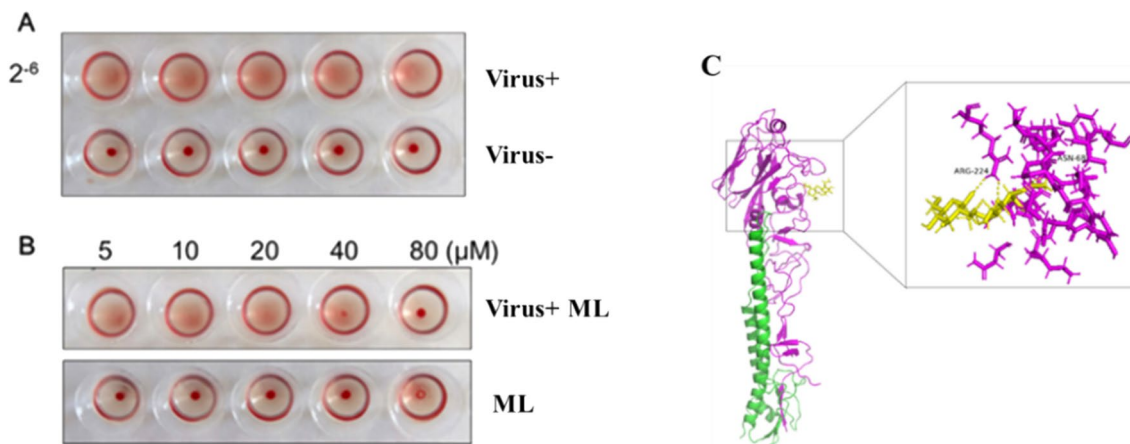 A
2⁻⁶
Virus+
Virus-
B
5 10 20 40 80 (μM)
Virus+ ML
ML
C
ARG-224
ASN-68